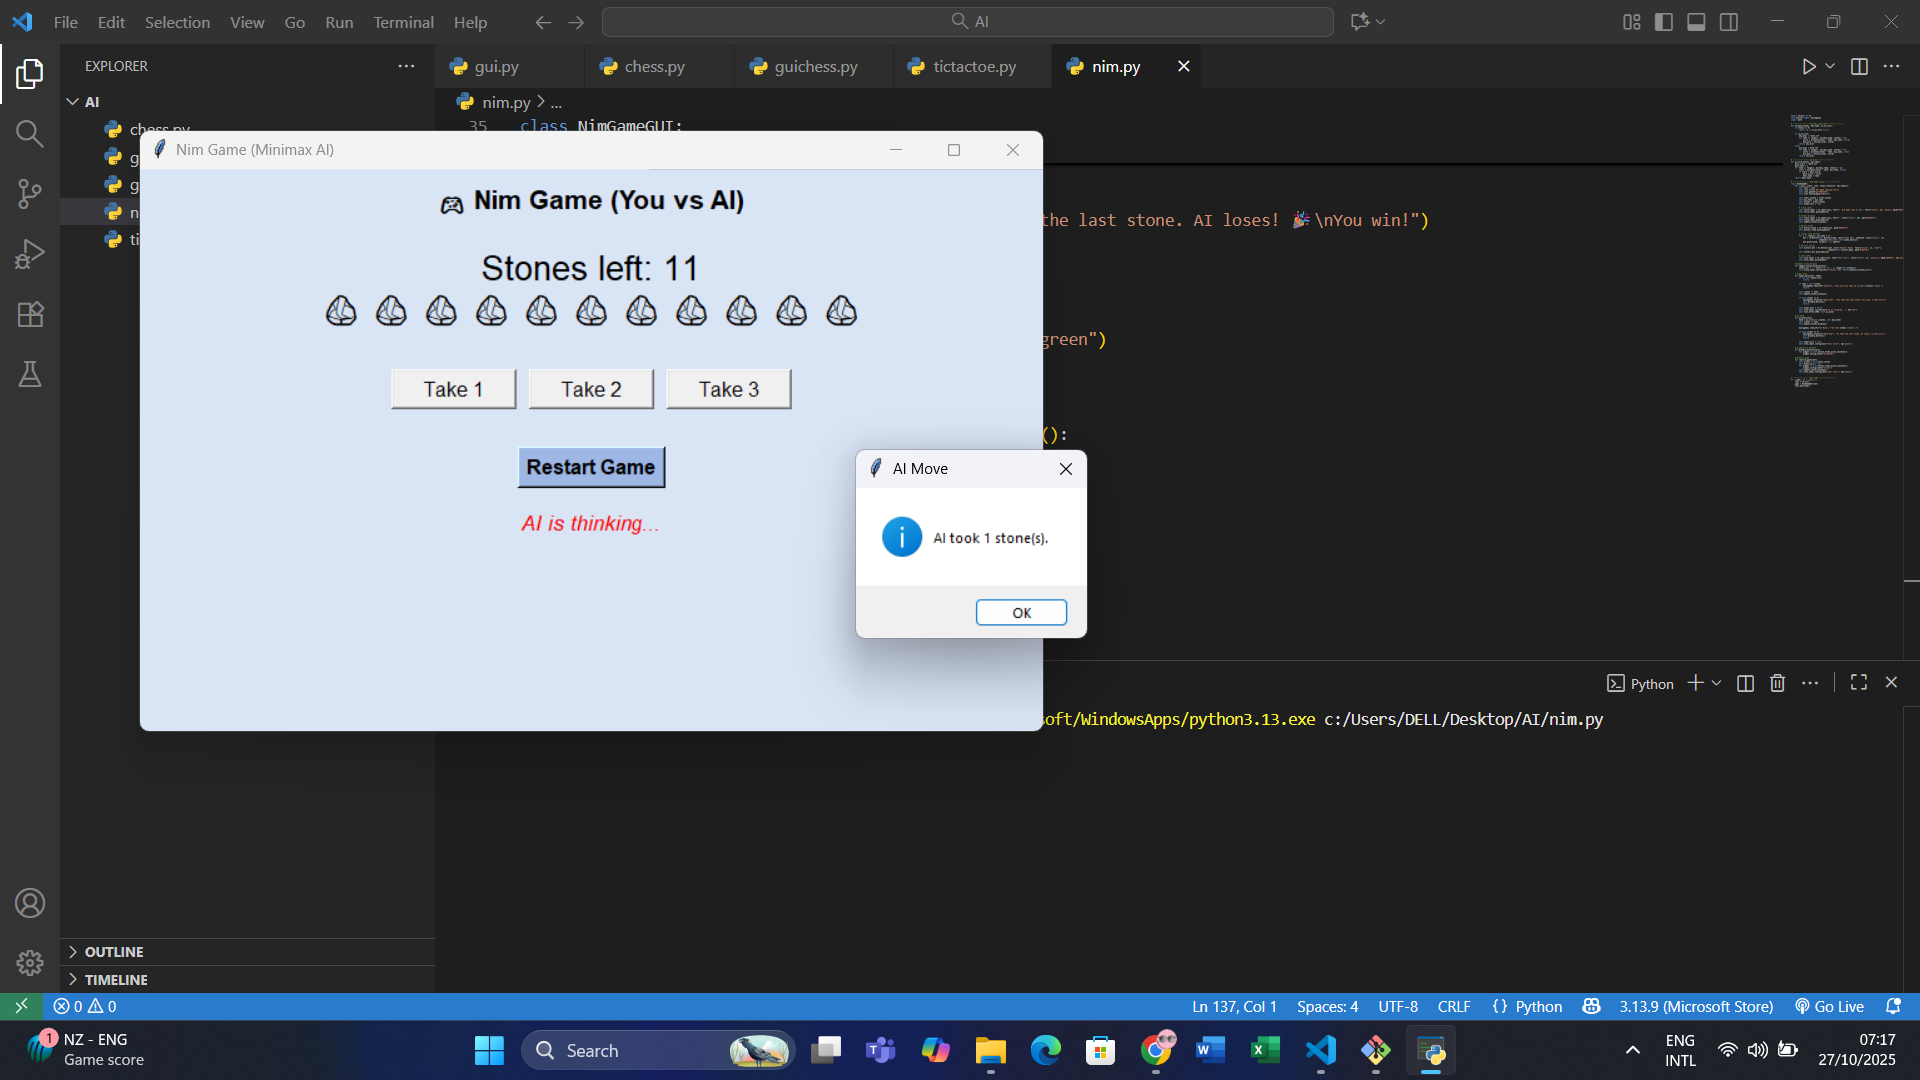 File Edit Selection View Go Run Terminal Help
AI
EXPLORER
gui.py
chess.py
guichess.py
tictactoe.py
nim.py
AI
nim.py > ...
chess.py
g
g
n
ti
35 class NimGameGUI:
the last stone. AI loses! 🎉\nYou win!")
green")
():
Nim Game (Minimax AI)
🎮 Nim Game (You vs AI)
Stones left: 11
Take 1 Take 2 Take 3
Restart Game
AI is thinking...
AI Move
AI took 1 stone(s).
OK
Python
soft/WindowsApps/python3.13.exe c:/Users/DELL/Desktop/AI/nim.py
OUTLINE
TIMELINE
0 0
Ln 137, Col 1 Spaces: 4 UTF-8 CRLF {} Python 3.13.9 (Microsoft Store) Go Live
1
NZ - ENG
Game score
Search
ENG
INTL
07:17
27/10/2025